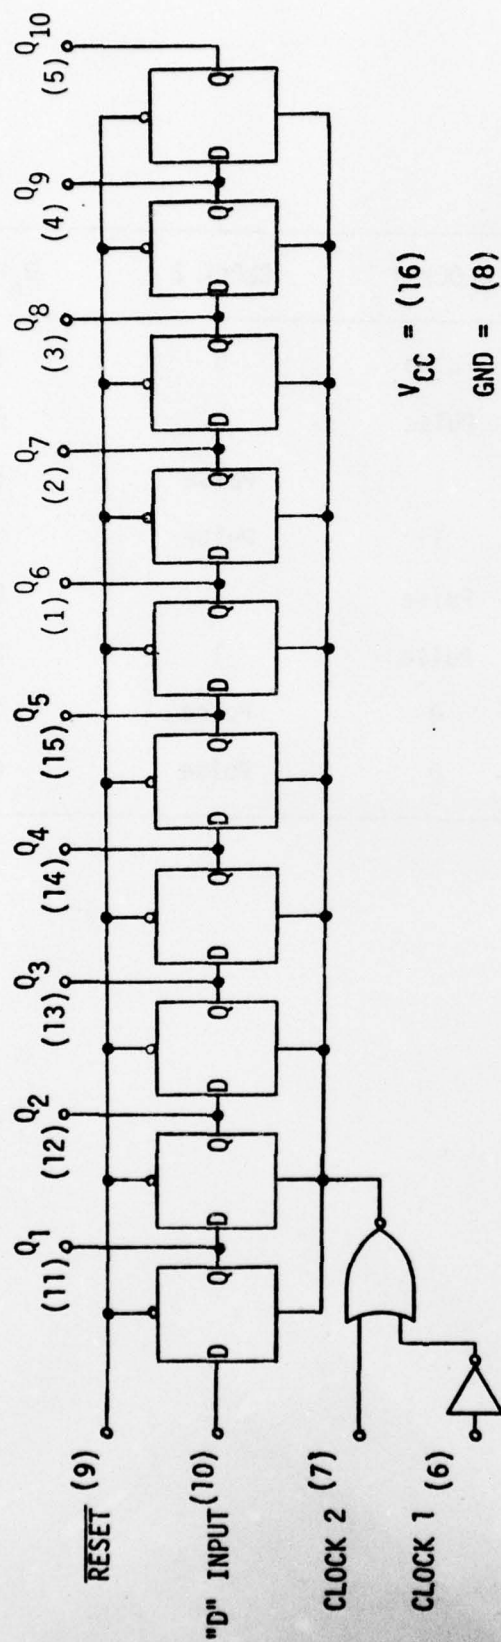 Q1 Q2 Q3 Q4 Q5 Q6 Q7 Q8 Q9 Q10
(11) (12) (13) (14) (15) (1) (2) (3) (4) (5)
RESET (9)
"D" INPUT (10)
D Q D Q D Q D Q D Q D Q D Q D Q D Q D Q
CLOCK 2 (7)
CLOCK 1 (6)
VCC = (16)
GND = (8)